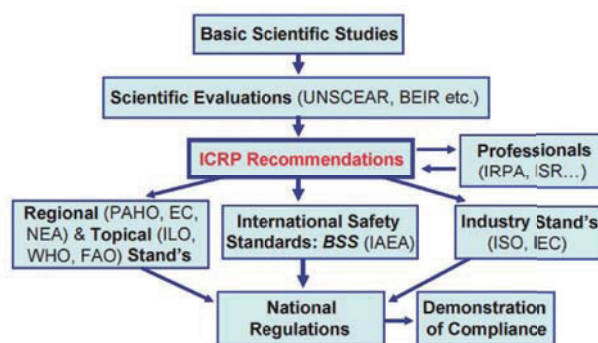 Basic Scientific Studies
Scientific Evaluations (UNSCEAR, BEIR etc.)
ICRP Recommendations
Professionals
(IRPA, ISR...)
Regional (PAHO, EC,
NEA) & Topical (ILO,
WHO, FAO) Stand's
International Safety
Standards: BSS (IAEA)
Industry Stand's
(ISO, IEC)
National
Regulations
Demonstration
of Compliance